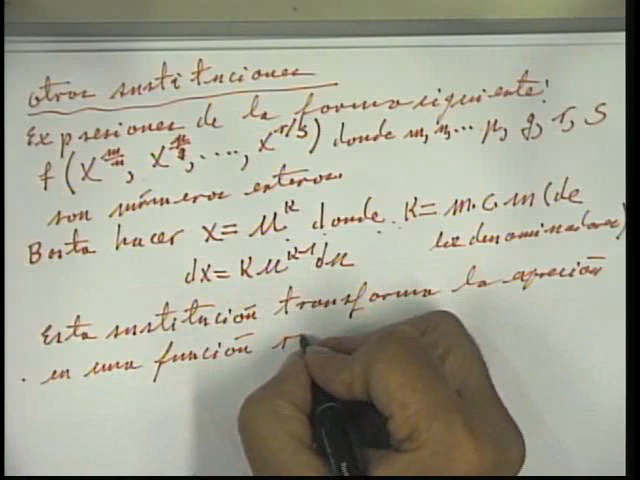 otras sustituciones
Expresiones de la forma siguiente:
f(x^{m/n}, x^{p/q}, ..., x^{r/s}) donde m, n, ... p, q, r, s
son números enteros.
Basta hacer x = u^k donde K = m.c.m (de
los denominadores)
dx = K u^{k-1} du
Esta sustitución transforma la
en una función